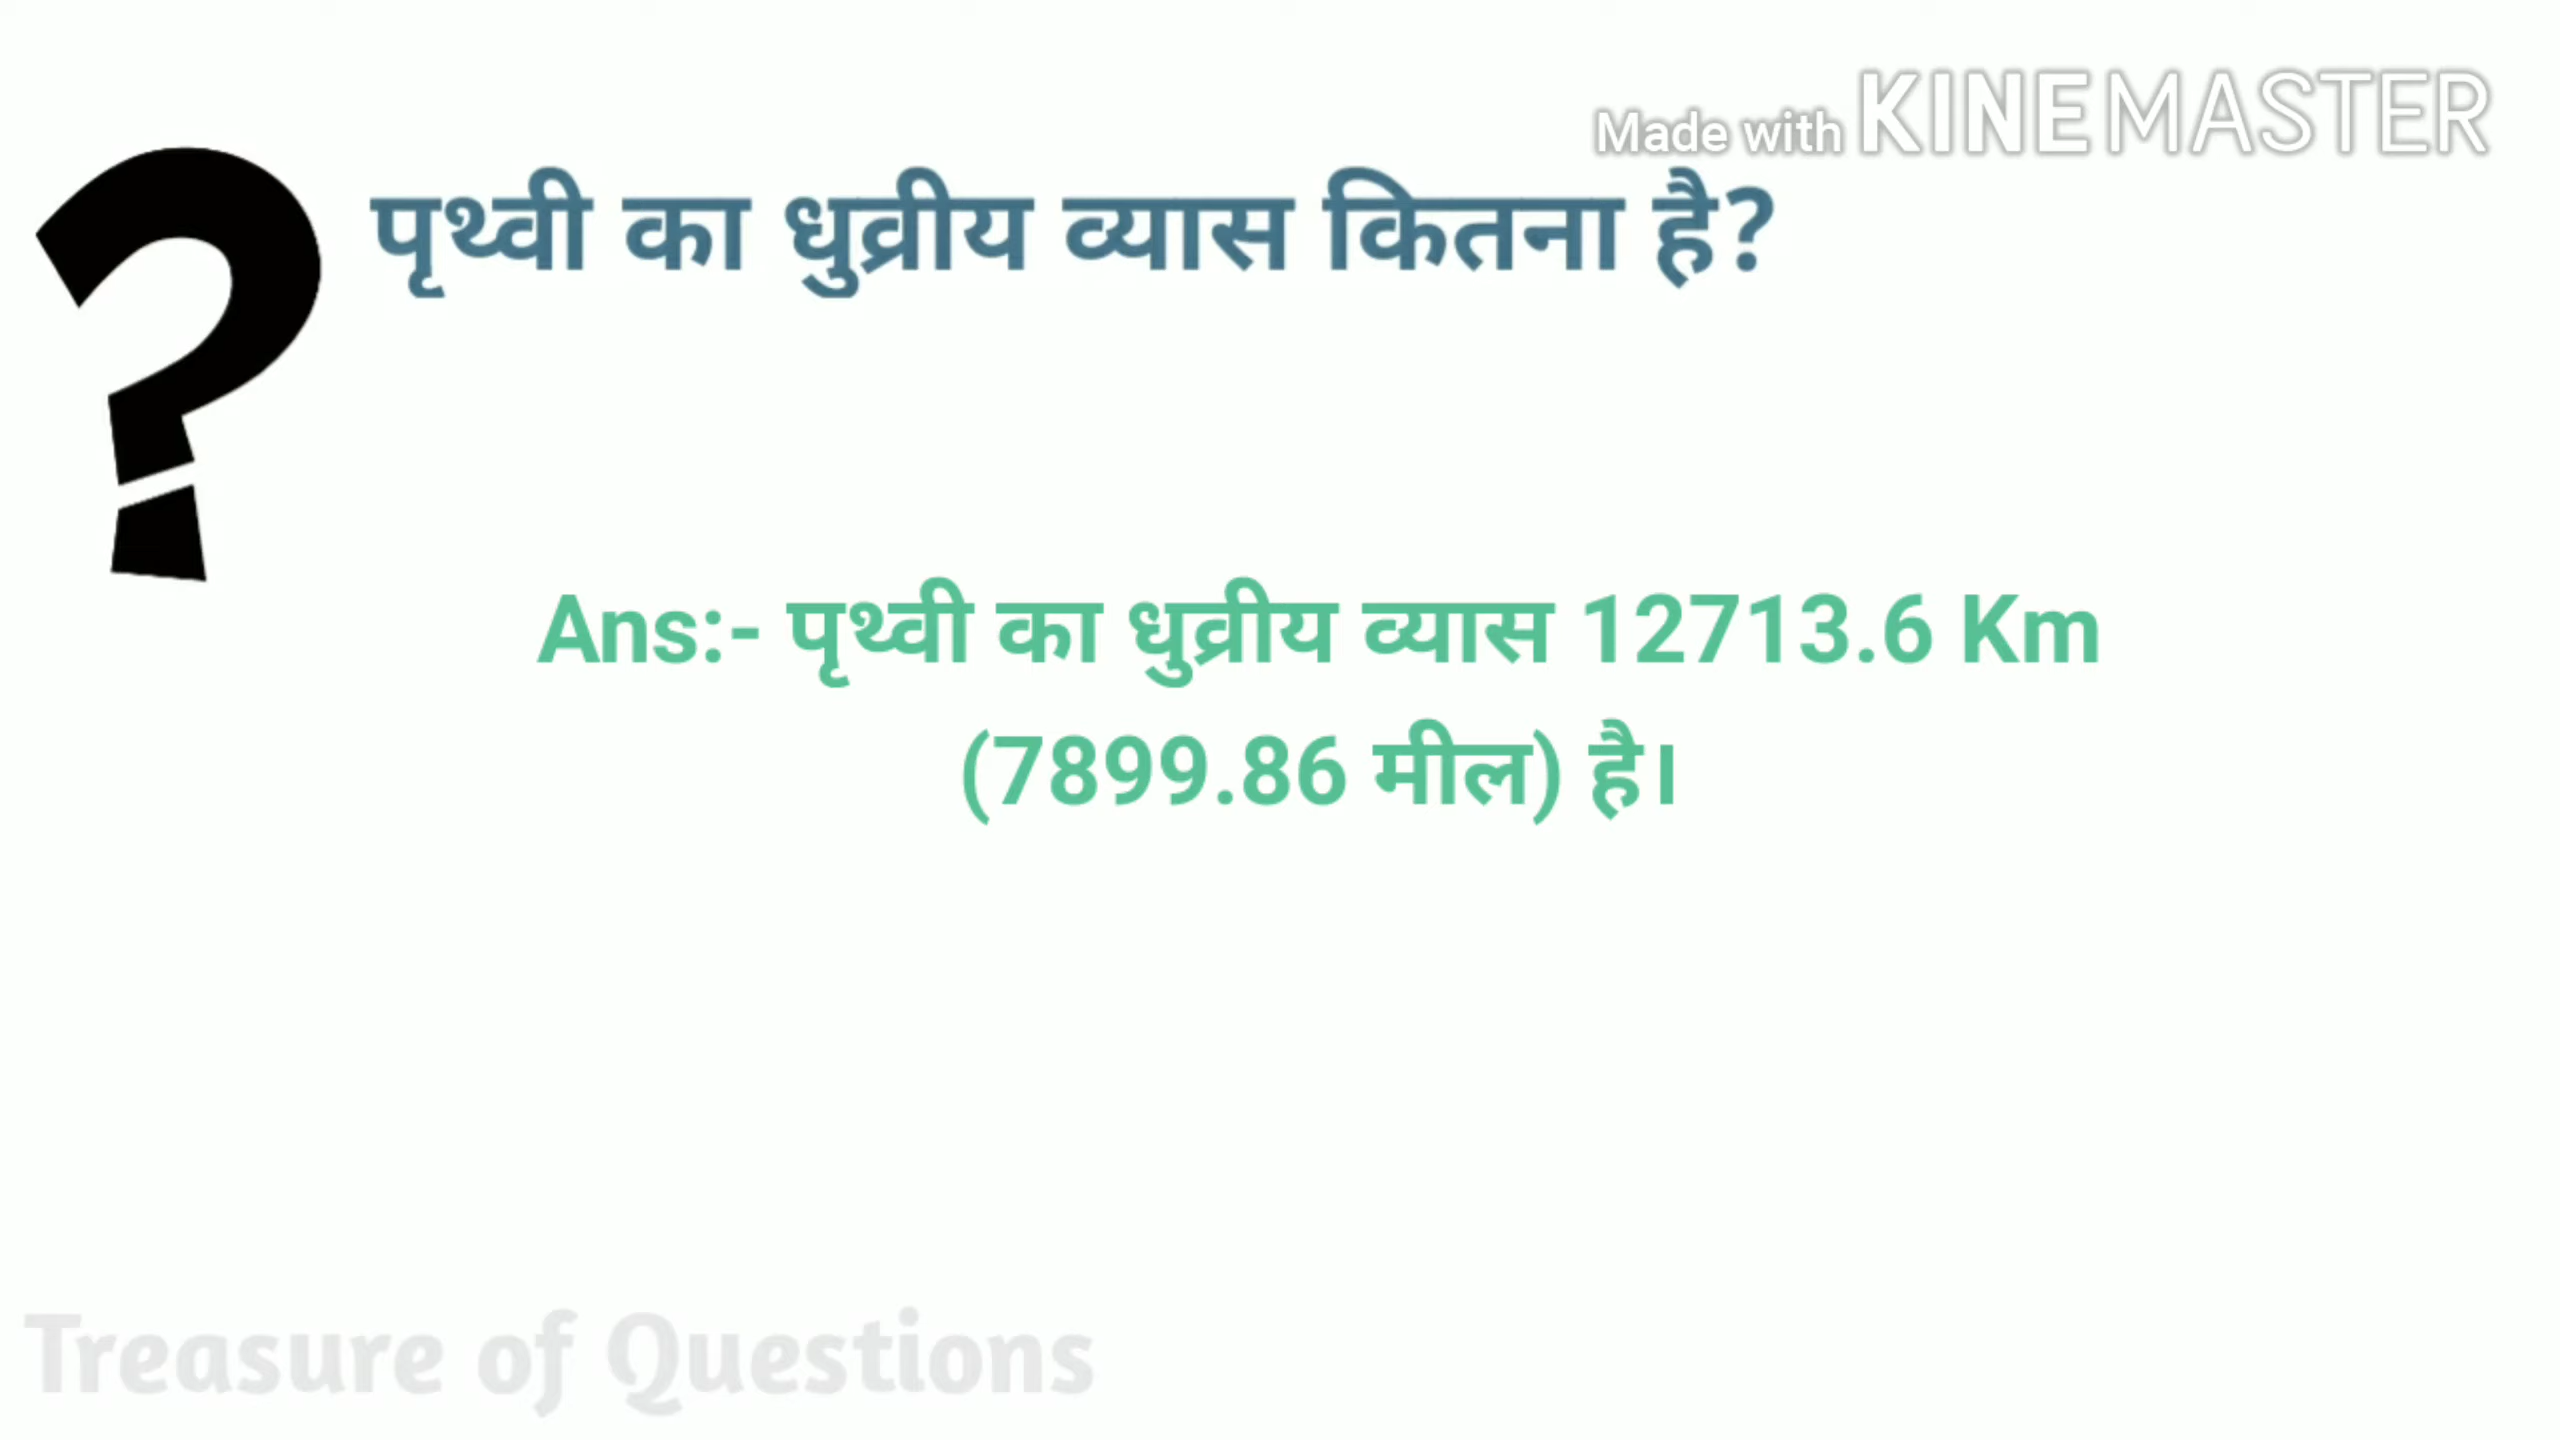 Made with KINEMASTER
पृथ्वी का धुव्रीय व्यास कितना है?
Ans:- पृथ्वी का धुव्रीय व्यास 12713.6 Km
(7899.86 मील) है।
Treasure of Questions